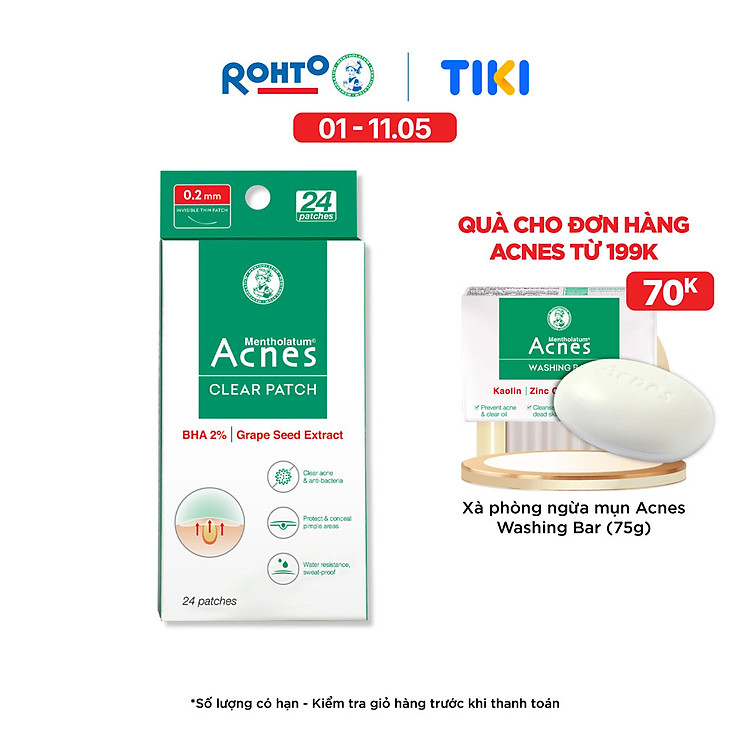 ROHTO
TIKI
01 - 11.05
0.2 mm
INVISIBLE THIN PATCH
24
patches
Mentholatum®
Acnes
CLEAR PATCH
BHA 2% | Grape Seed Extract
Clear acne
& anti-bacteria
Protect & conceal
pimple areas
Water resistance,
sweat-proof
24 patches
QUÀ CHO ĐƠN HÀNG
ACNES TỪ 199K
70K
Mentholatum®
Acnes
WASHING
Kaolin | Zinc
Prevent acne
& clear oil
dead
Acnes
Xà phòng ngừa mụn Acnes
Washing Bar (75g)
*Số lượng có hạn - Kiểm tra giỏ hàng trước khi thanh toán